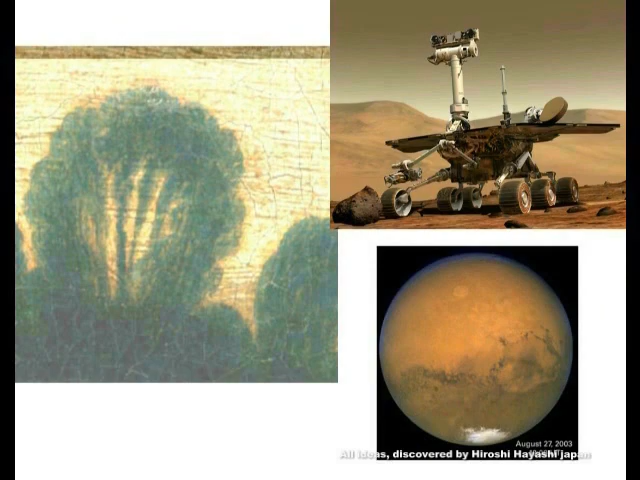 August 27, 2003
All ideas, discovered by Hiroshi Hayashi japan